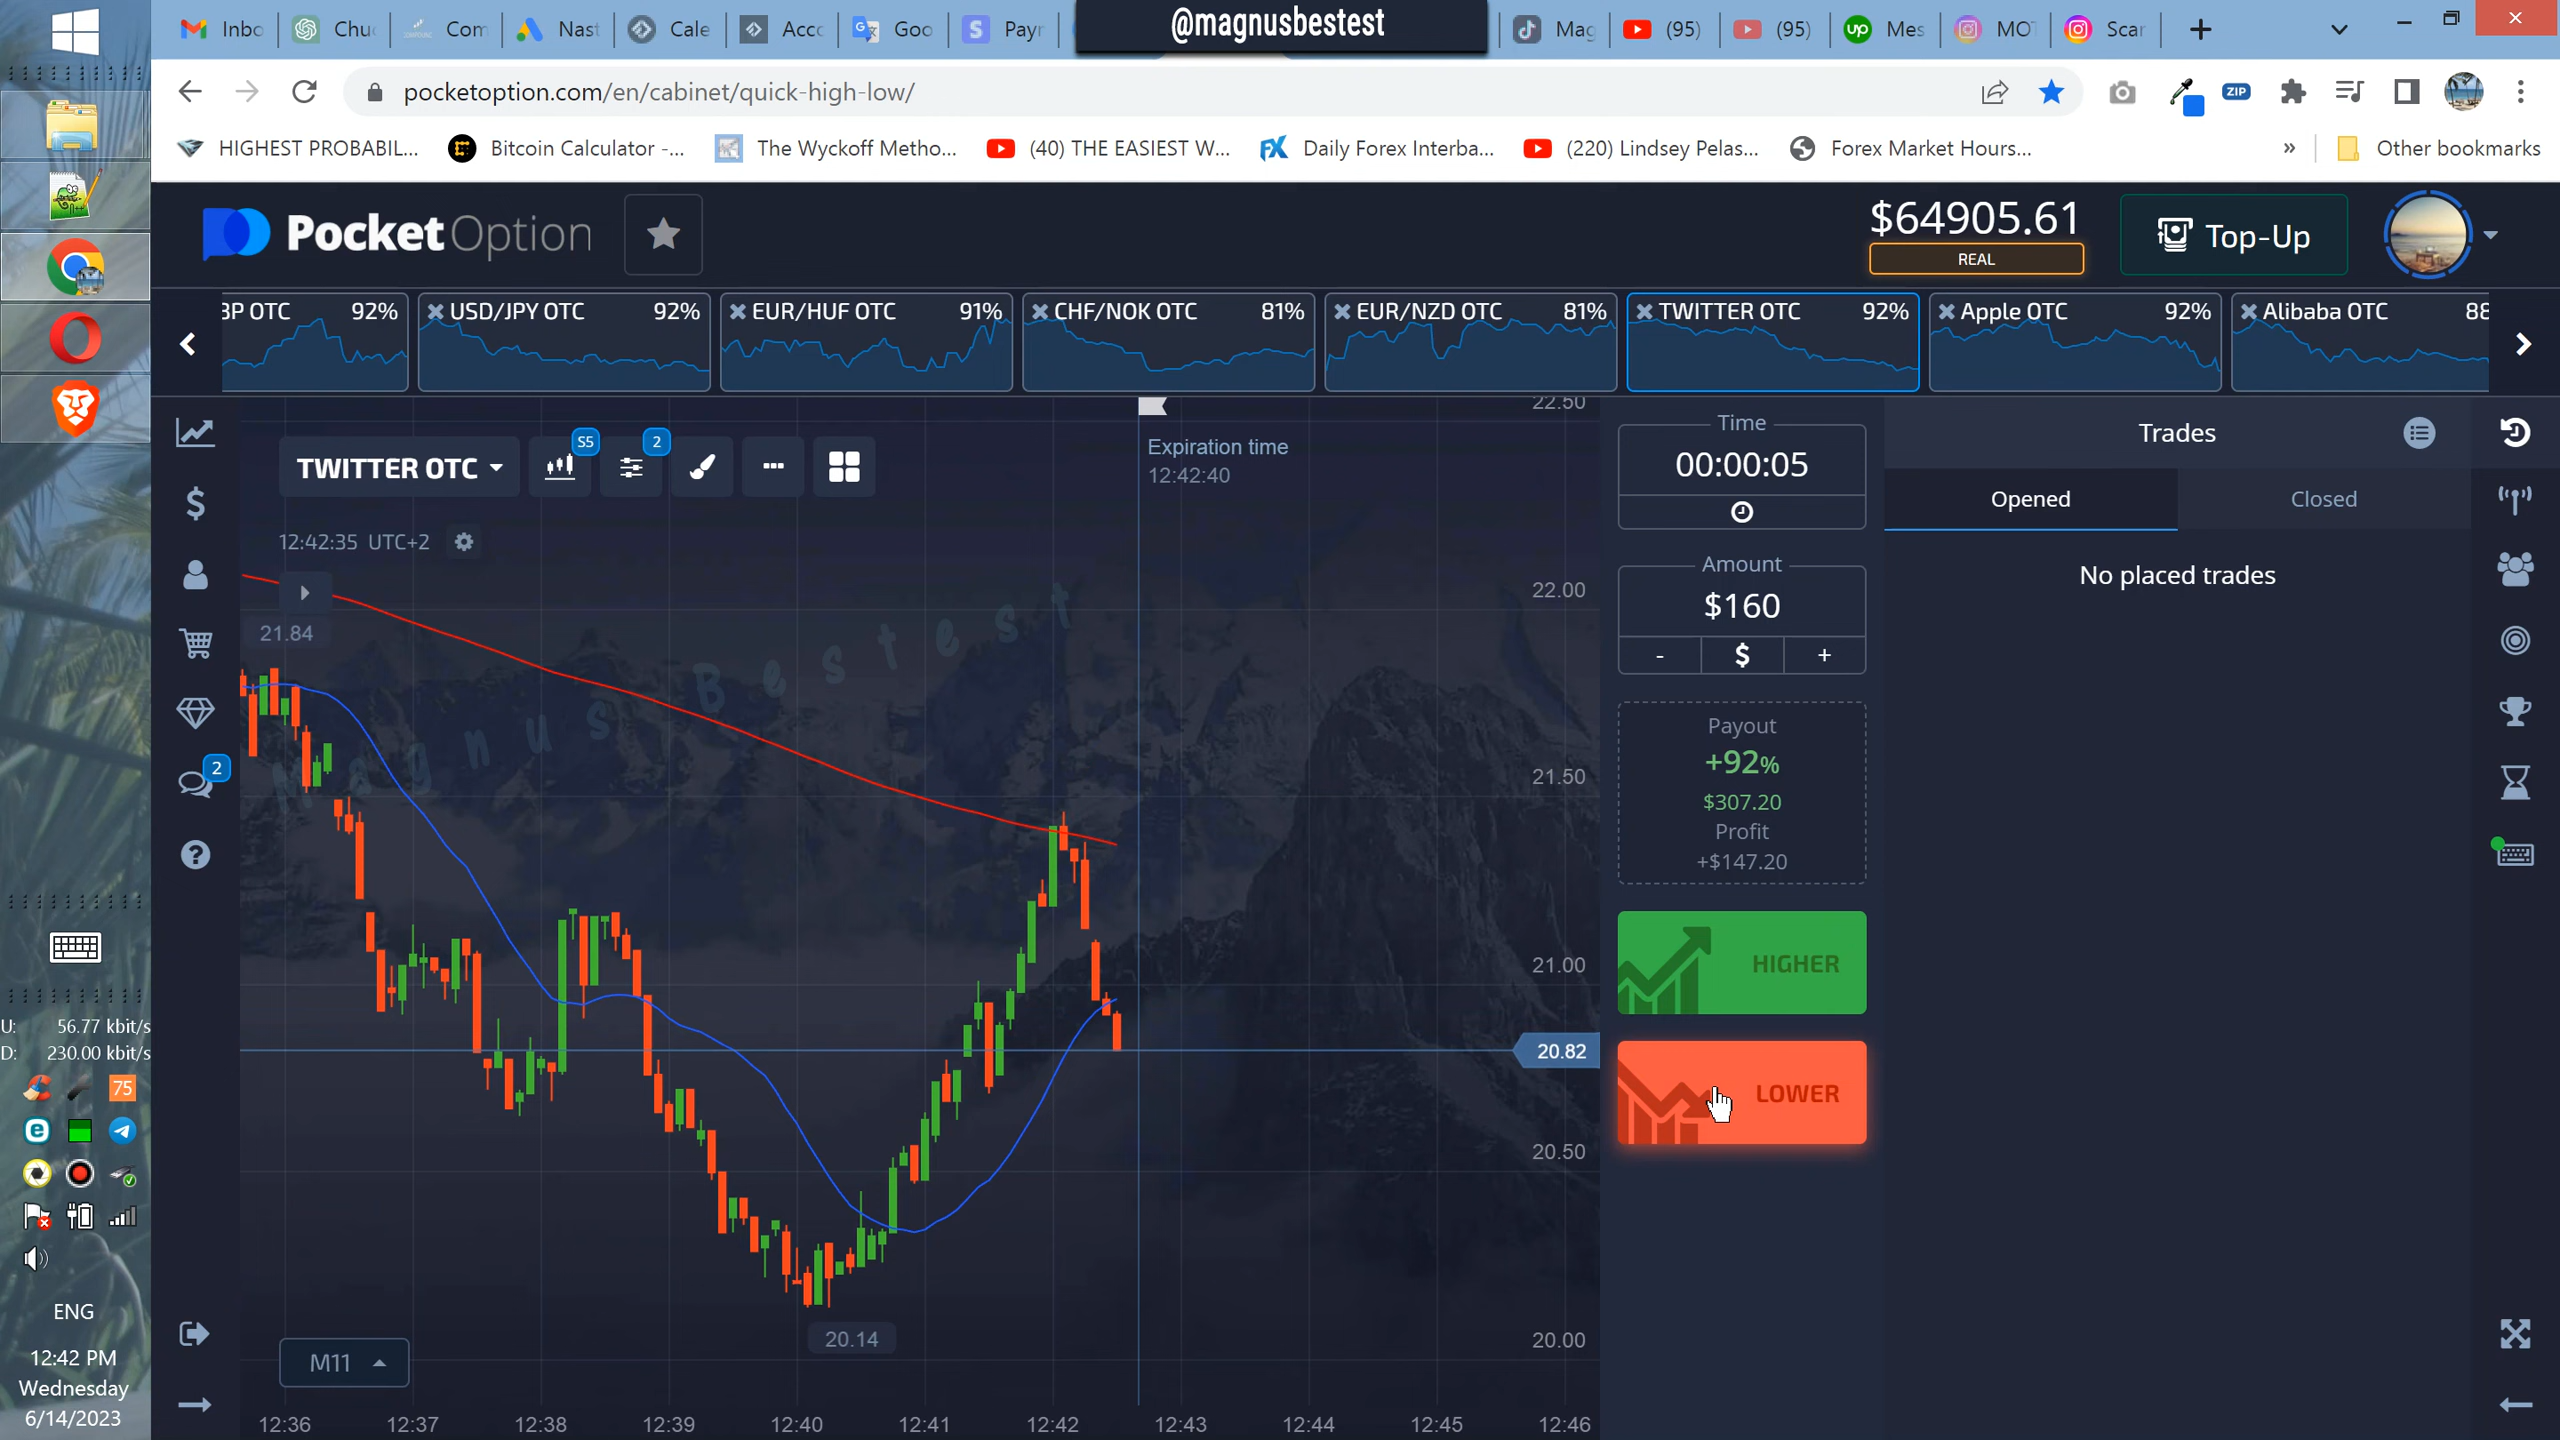 @magnusbestest
Inbo
Chu
Com
Nast
Cale
Acco
Goo
Payr
Mag
(95)
(95)
Mes
Scar
pocketoption.com/en/cabinet/quick-high-low/
ZIP
HIGHEST PROBABIL...
Bitcoin Calculator -...
The Wyckoff Metho...
(40) THE EASIEST W...
Daily Forex Interba...
(220) Lindsey Pelas...
Forex Market Hours...
»
Other bookmarks
PocketOption
$64905.61
REAL
Top-Up
BP OTC 92%
USD/JPY OTC 92%
EUR/HUF OTC 91%
CHF/NOK OTC 81%
EUR/NZD OTC 81%
TWITTER OTC 92%
Apple OTC 92%
Alibaba OTC 88
TWITTER OTC
S5
2
12:42:35 UTC+2
21.84
Magnus Bestest
Expiration time
12:42:40
22.50
22.00
21.50
21.00
20.82
20.50
20.00
20.14
M11
12:36 12:37 12:38 12:39 12:40 12:41 12:42 12:43 12:44 12:45 12:46
Time
00:00:05
Amount
$160
- $ +
Payout
+92%
$307.20
Profit
+$147.20
HIGHER
LOWER
Trades
Opened
Closed
No placed trades
2
U: 56.77 kbit/s
D: 230.00 kbit/s
75
ENG
12:42 PM
Wednesday
6/14/2023